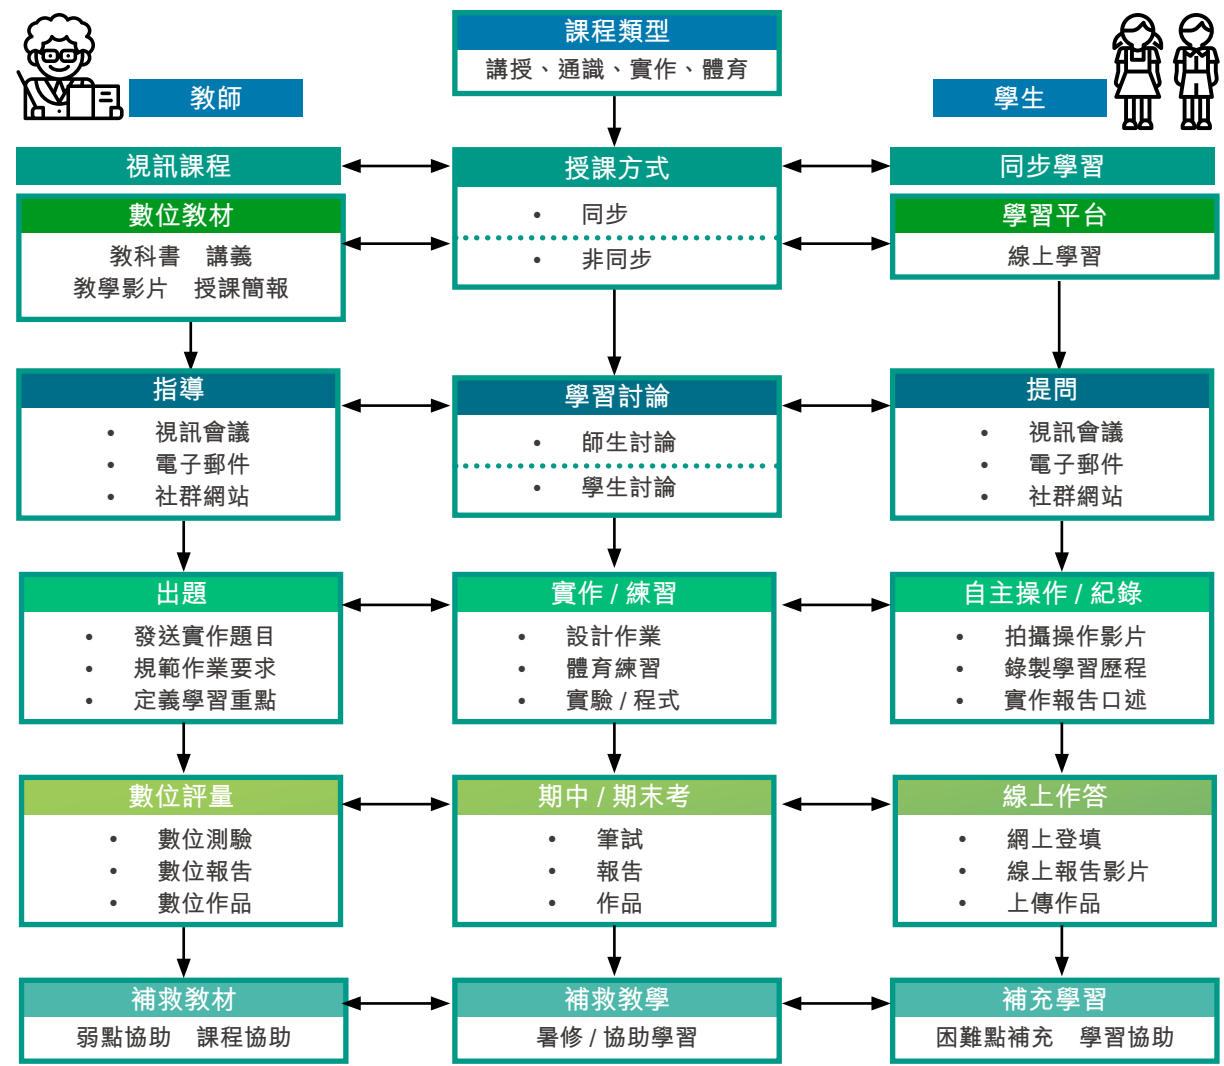 課程類型
講授、通識、實作、體育
教師
學生
視訊課程
授課方式
同步學習
數位教材
教科書 講義
教學影片 授課簡報
• 同步
• 非同步
學習平台
線上學習
指導
• 視訊會議
• 電子郵件
• 社群網站
學習討論
• 師生討論
• 學生討論
提問
• 視訊會議
• 電子郵件
• 社群網站
出題
• 發送實作題目
• 規範作業要求
• 定義學習重點
實作 / 練習
• 設計作業
• 體育練習
• 實驗 / 程式
自主操作 / 紀錄
• 拍攝操作影片
• 錄製學習歷程
• 實作報告口述
數位評量
• 數位測驗
• 數位報告
• 數位作品
期中 / 期末考
• 筆試
• 報告
• 作品
線上作答
• 網上登填
• 線上報告影片
• 上傳作品
補救教材
弱點協助 課程協助
補救教學
暑修 / 協助學習
補充學習
困難點補充 學習協助